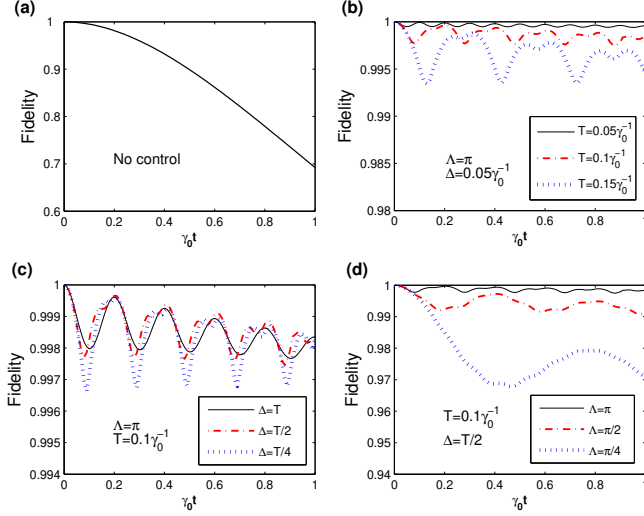 (a)
1
0.9
0.8
0.7
0.6
Fidelity
No control
0 0.2 0.4 0.6 0.8 1
γ₀t
(b)
1
0.995
0.99
0.985
0.98
Fidelity
Λ=π
Δ=0.05γ₀⁻¹
T=0.05γ₀⁻¹
T=0.1γ₀⁻¹
T=0.15γ₀⁻¹
0 0.2 0.4 0.6 0.8 1
γ₀t
(c)
1
0.999
0.998
0.997
0.996
0.995
0.994
Fidelity
Λ=π
T=0.1γ₀⁻¹
Δ=T
Δ=T/2
Δ=T/4
0 0.2 0.4 0.6 0.8 1
γ₀t
(d)
1
0.99
0.98
0.97
0.96
0.95
0.94
Fidelity
T=0.1γ₀⁻¹
Δ=T/2
Λ=π
Λ=π/2
Λ=π/4
0 0.2 0.4 0.6 0.8 1
γ₀t